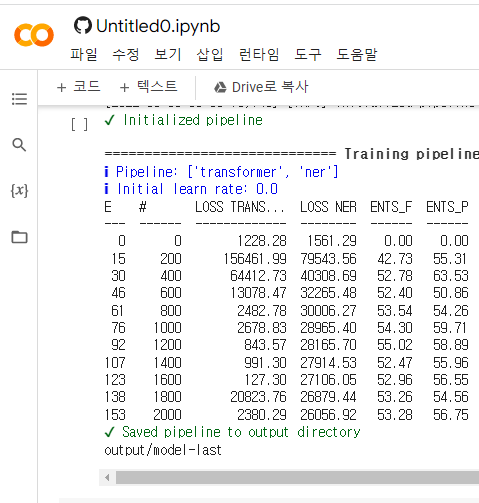 Untitled0.ipynb
파일 수정 보기 삽입 런타임 도구 도움말
+ 코드 + 텍스트 Drive로 복사
[ ]
✔ Initialized pipeline
============================= Training pipeline
ℹ Pipeline: ['transformer', 'ner']
ℹ Initial learn rate: 0.0
E # LOSS TRANS... LOSS NER ENTS_F ENTS_P
--- ------ ------------- -------- ------ ------
0 0 1228.28 1561.29 0.00 0.00
15 200 156461.99 79543.56 42.73 55.31
30 400 64412.73 40308.69 52.78 63.53
46 600 13078.47 32265.48 52.40 50.86
61 800 2482.78 30006.27 53.54 54.26
76 1000 2678.83 28965.40 54.30 59.71
92 1200 843.57 28165.70 55.02 58.89
107 1400 991.30 27914.53 52.47 55.96
123 1600 127.30 27106.05 52.96 56.55
138 1800 20823.76 26879.44 53.26 54.56
153 2000 2380.29 26056.92 53.28 56.75
✔ Saved pipeline to output directory
output/model-last
{x}